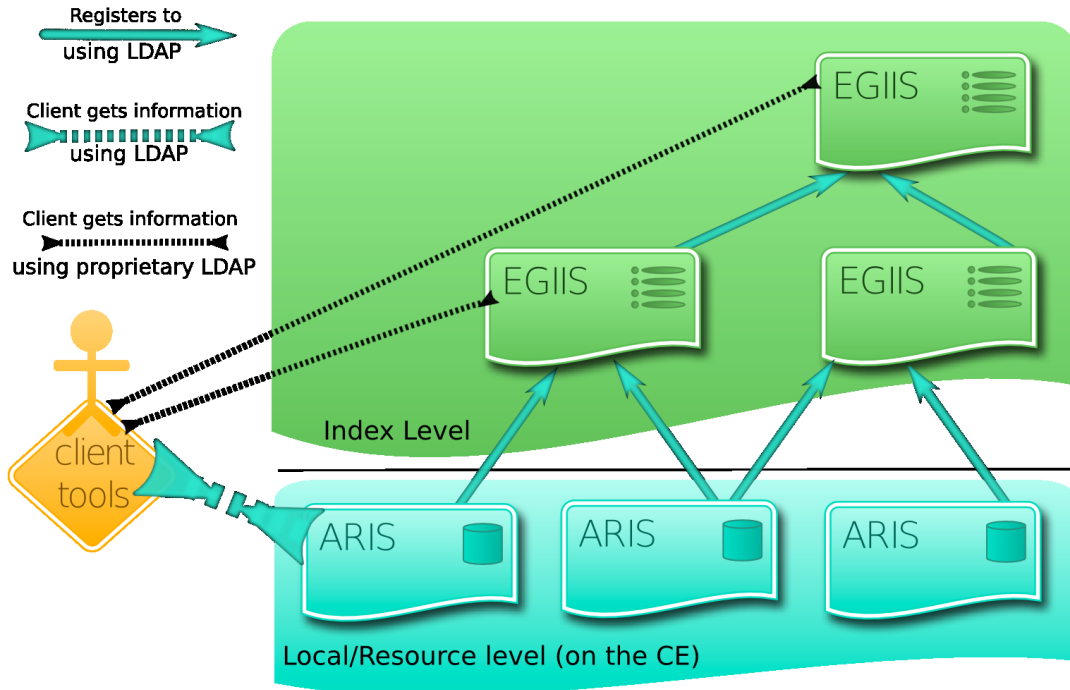 Registers to
using LDAP
Client gets information
using LDAP
Client gets information
using proprietary LDAP
EGIIS
EGIIS
EGIIS
client
tools
Index Level
ARIS
ARIS
ARIS
Local/Resource level (on the CE)